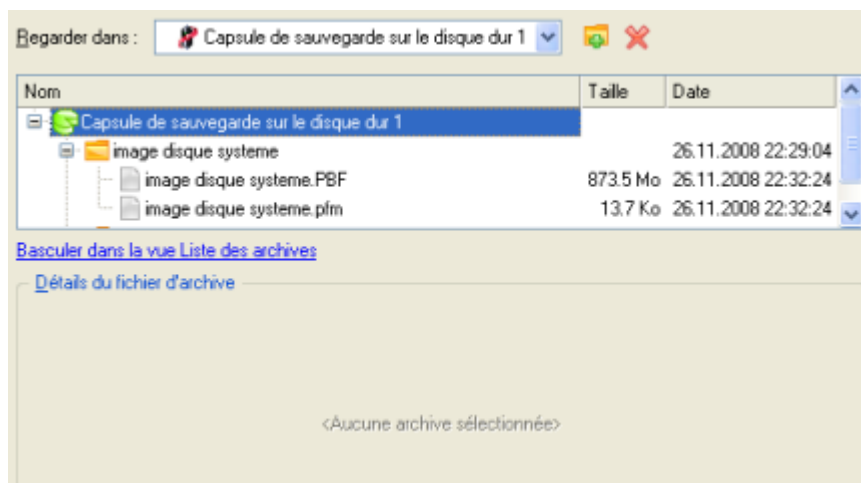 Regarder dans : Capsule de sauvegarde sur le disque dur 1
Nom Taille Date
Capsule de sauvegarde sur le disque dur 1
image disque systeme 26.11.2008 22:29:04
image disque systeme.PBF 873.5 Mo 26.11.2008 22:32:24
image disque systeme.pfm 13.7 Ko 26.11.2008 22:32:24
Basculer dans la vue Liste des archives
Détails du fichier d'archive
<Aucune archive sélectionnée>